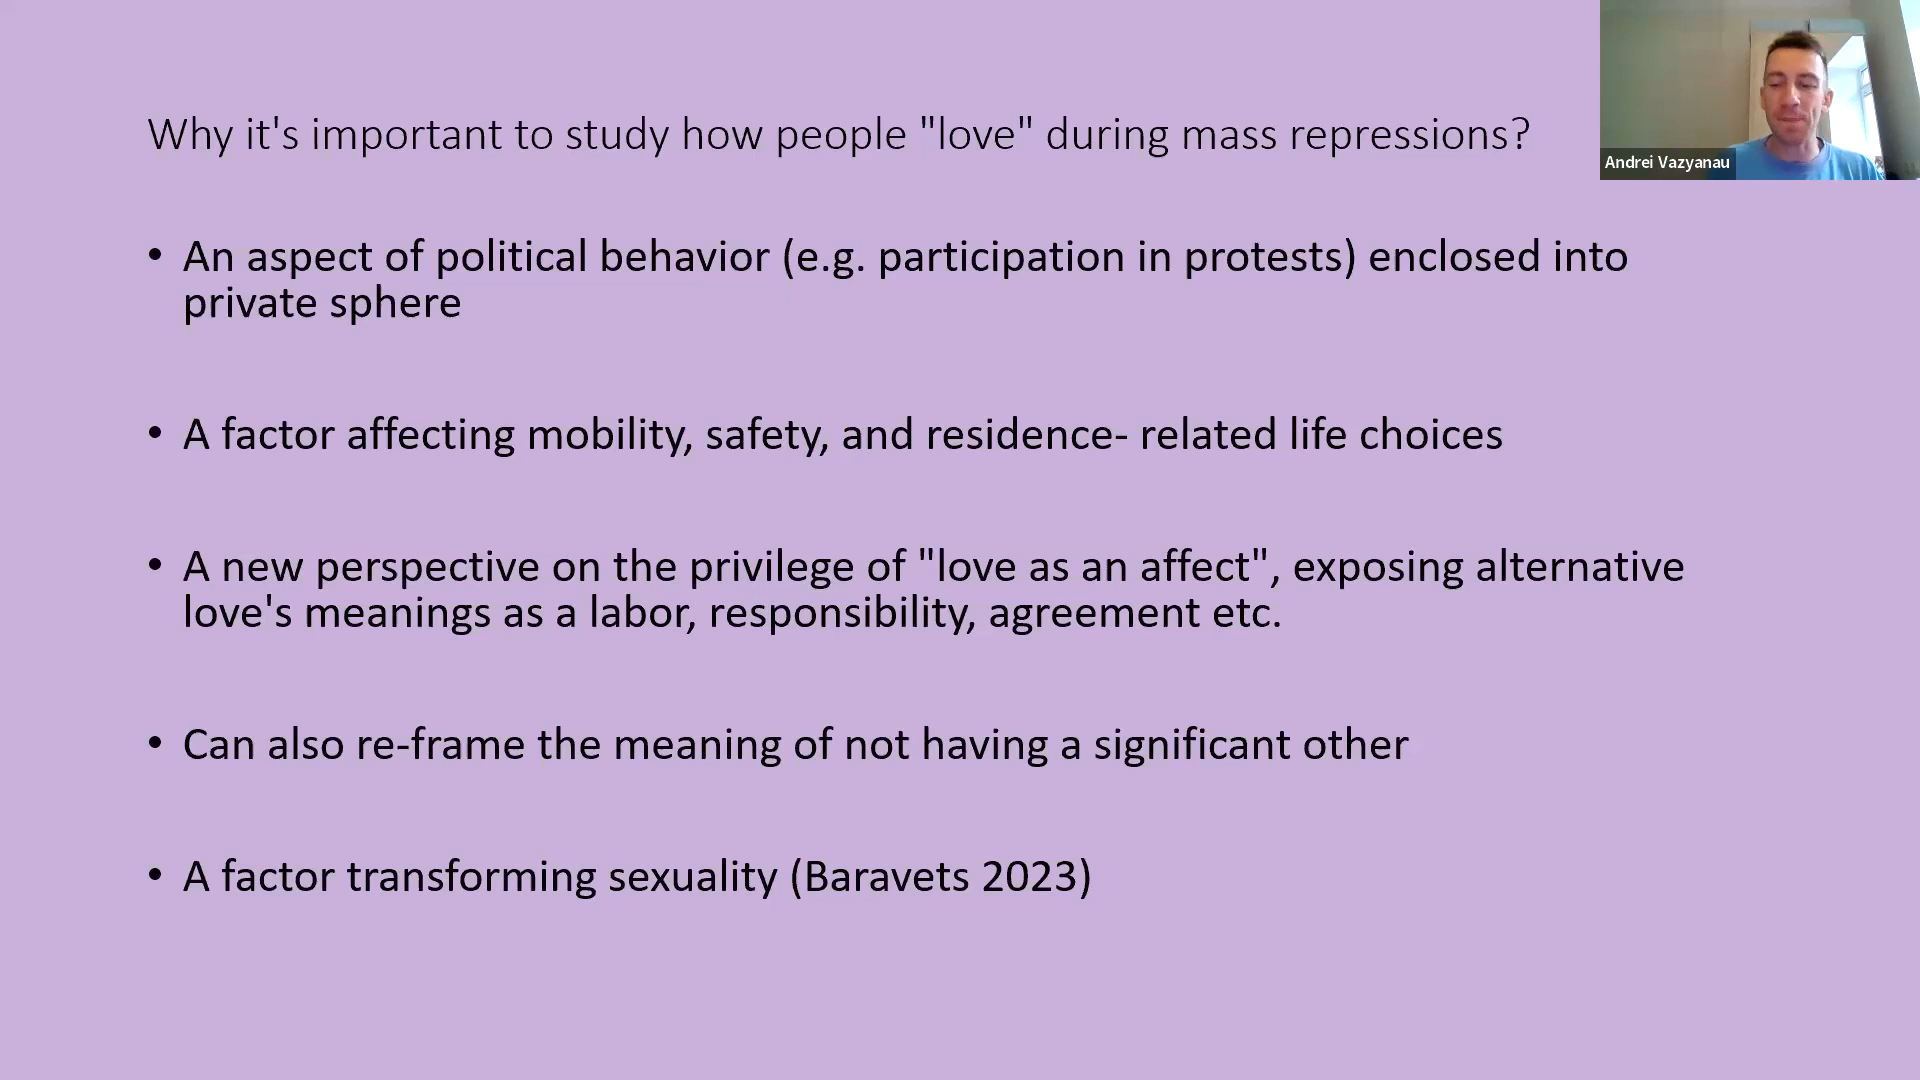 Why it's important to study how people "love" during mass repressions?
Andrei Vazyanau
• An aspect of political behavior (e.g. participation in protests) enclosed into
private sphere
• A factor affecting mobility, safety, and residence- related life choices
• A new perspective on the privilege of "love as an affect", exposing alternative
love's meanings as a labor, responsibility, agreement etc.
• Can also re-frame the meaning of not having a significant other
• A factor transforming sexuality (Baravets 2023)